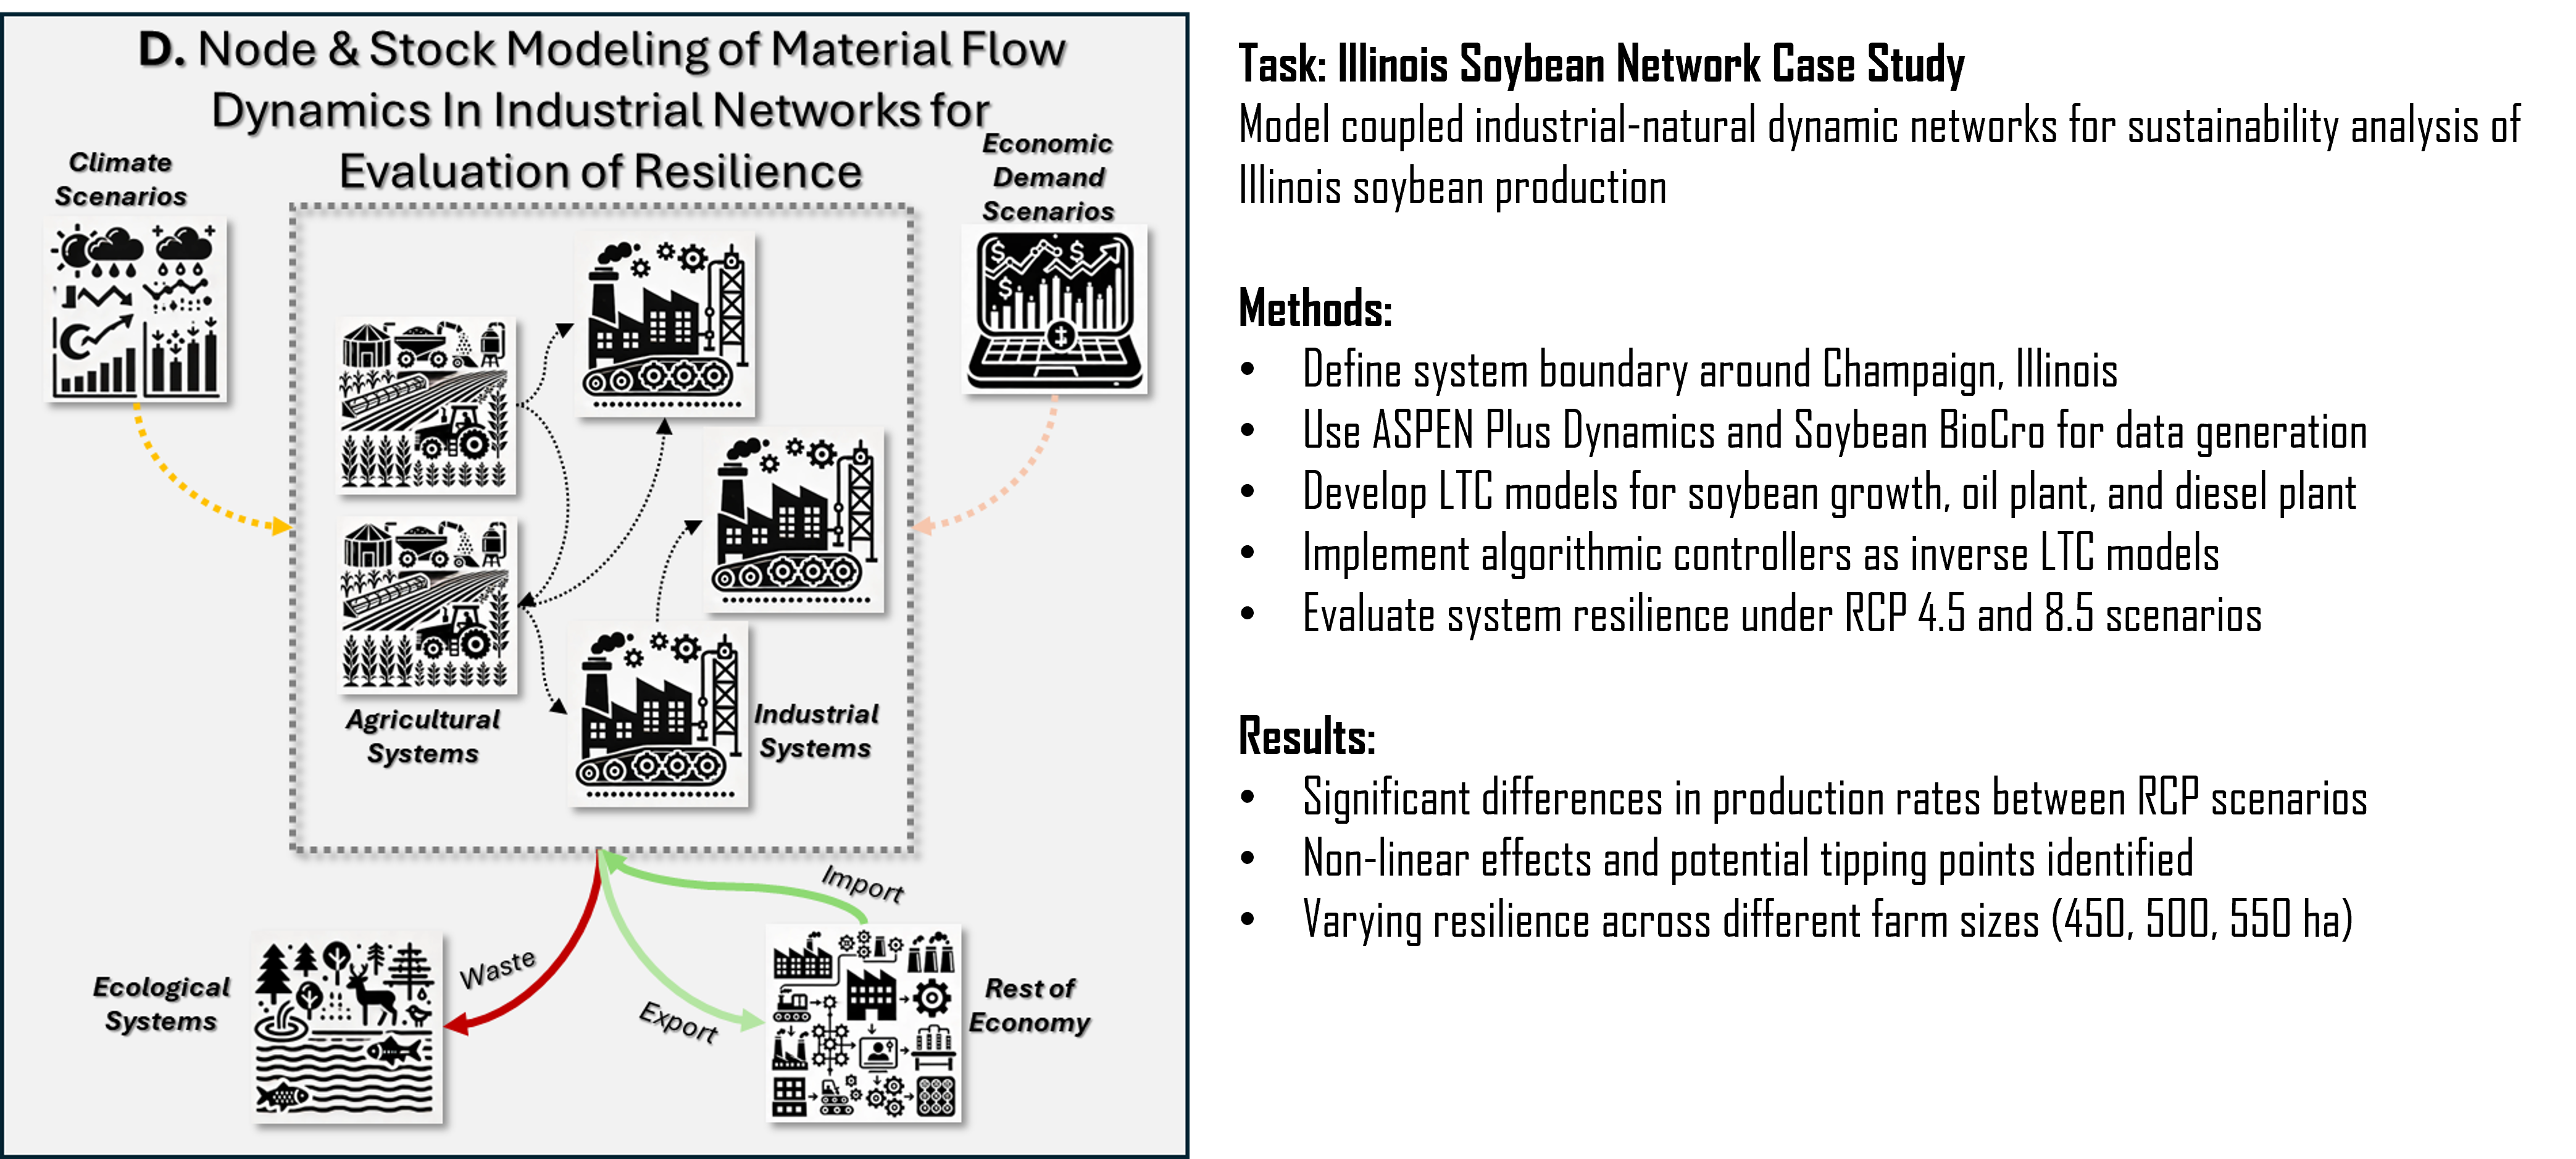 D. Node & Stock Modeling of Material Flow
Dynamics In Industrial Networks for
Evaluation of Resilience
Climate
Scenarios
Economic
Demand
Scenarios
Agricultural
Systems
Industrial
Systems
Import
Waste
Export
Ecological
Systems
Rest of
Economy
Task: Illinois Soybean Network Case Study
Model coupled industrial-natural dynamic networks for sustainability analysis of
Illinois soybean production
Methods:
• Define system boundary around Champaign, Illinois
• Use ASPEN Plus Dynamics and Soybean BioCro for data generation
• Develop LTC models for soybean growth, oil plant, and diesel plant
• Implement algorithmic controllers as inverse LTC models
• Evaluate system resilience under RCP 4.5 and 8.5 scenarios
Results:
• Significant differences in production rates between RCP scenarios
• Non-linear effects and potential tipping points identified
• Varying resilience across different farm sizes (450, 500, 550 ha)